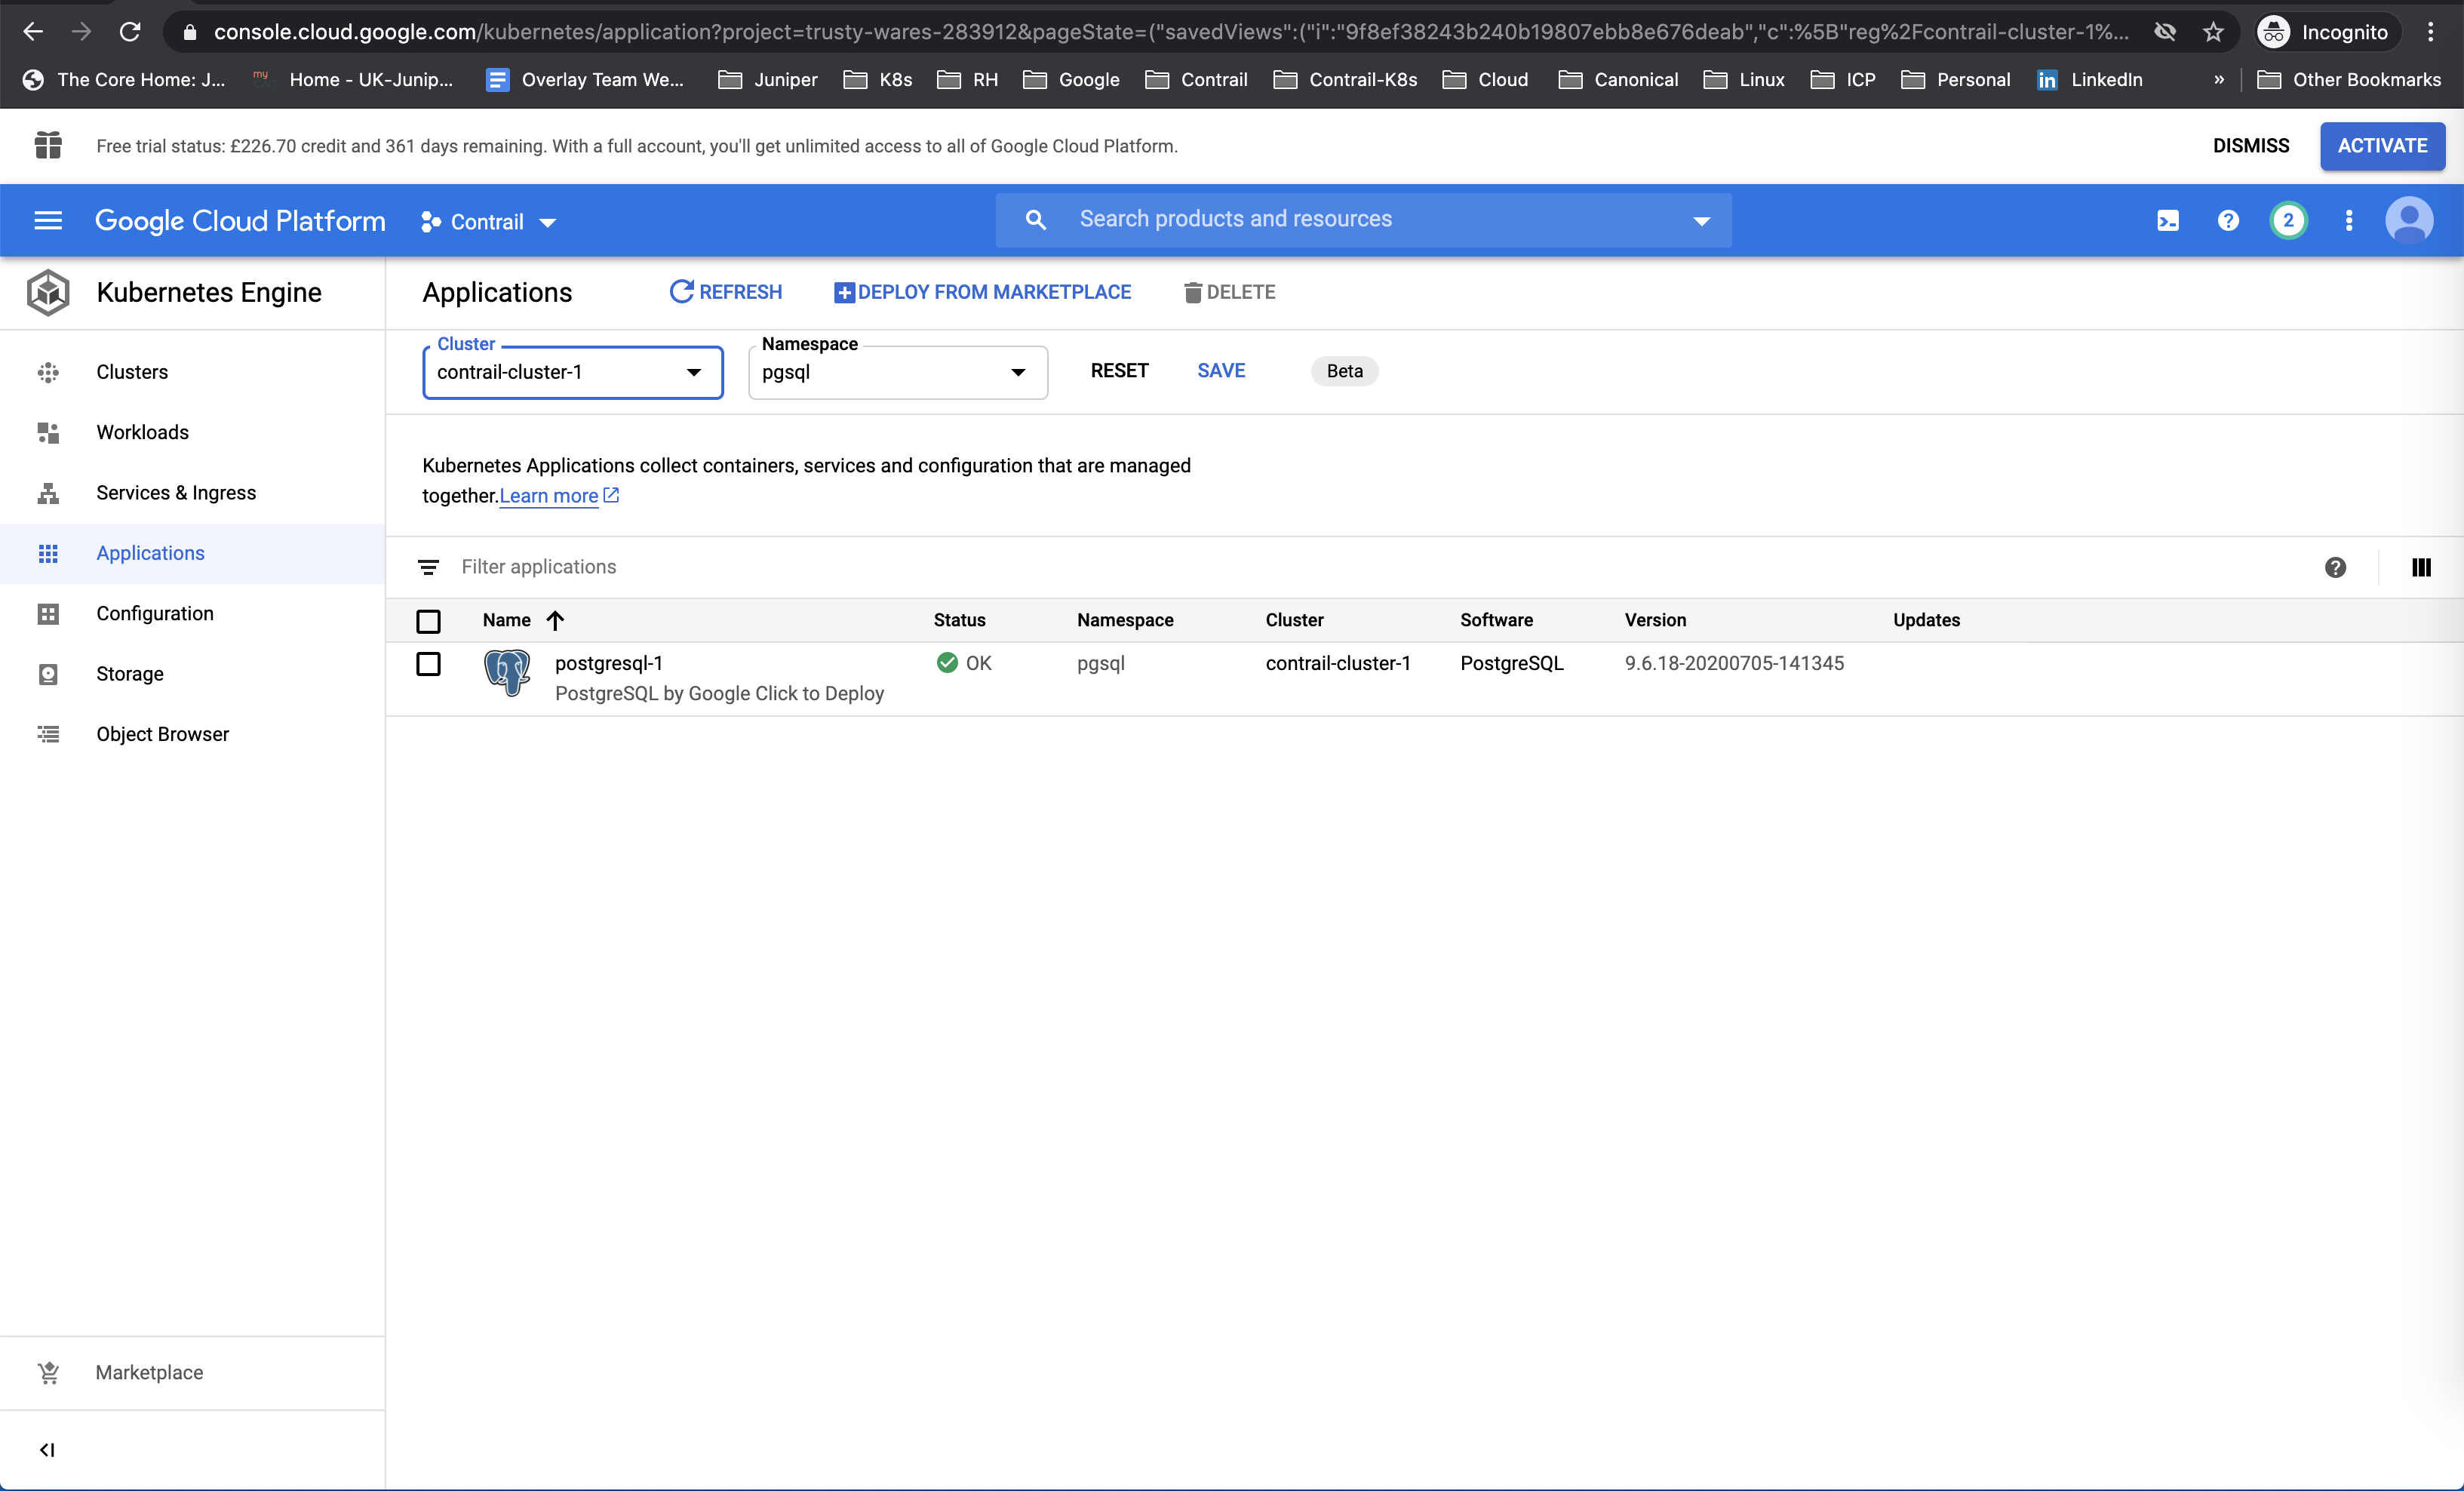 console.cloud.google.com/kubernetes/application?project=trusty-wares-283912&pageState=("savedViews":("i":"9f8ef38243b240b19807ebb8e676deab","c":%5B"reg%2Fcontrail-cluster-1%... Incognito
The Core Home: J... my Home - UK-Junip... Overlay Team We... Juniper K8s RH Google Contrail Contrail-K8s Cloud Canonical Linux ICP Personal in LinkedIn » Other Bookmarks
Free trial status: £226.70 credit and 361 days remaining. With a full account, you'll get unlimited access to all of Google Cloud Platform. DISMISS ACTIVATE
Google Cloud Platform Contrail Search products and resources 2
Kubernetes Engine
Applications REFRESH DEPLOY FROM MARKETPLACE DELETE
Clusters
Workloads
Services & Ingress
Applications
Configuration
Storage
Object Browser
Marketplace
Cluster Namespace
contrail-cluster-1 pgsql RESET SAVE Beta
Kubernetes Applications collect containers, services and configuration that are managed
together. Learn more
Filter applications
Name Status Namespace Cluster Software Version Updates
postgresql-1 OK pgsql contrail-cluster-1 PostgreSQL 9.6.18-20200705-141345
PostgreSQL by Google Click to Deploy